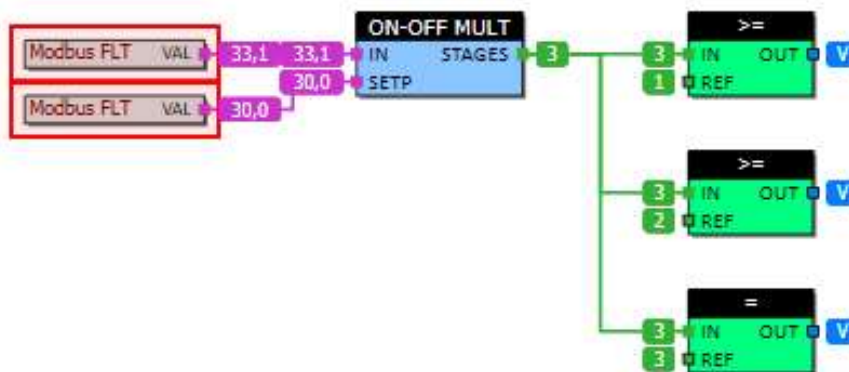 ON-OFF MULT
>=
Modbus FLT VAL 33,1 33,1 IN STAGES 3 3 IN OUT V
30,0 SETP 1 REF
Modbus FLT VAL 30,0
>=
3 IN OUT V
2 REF
=
3 IN OUT V
3 REF